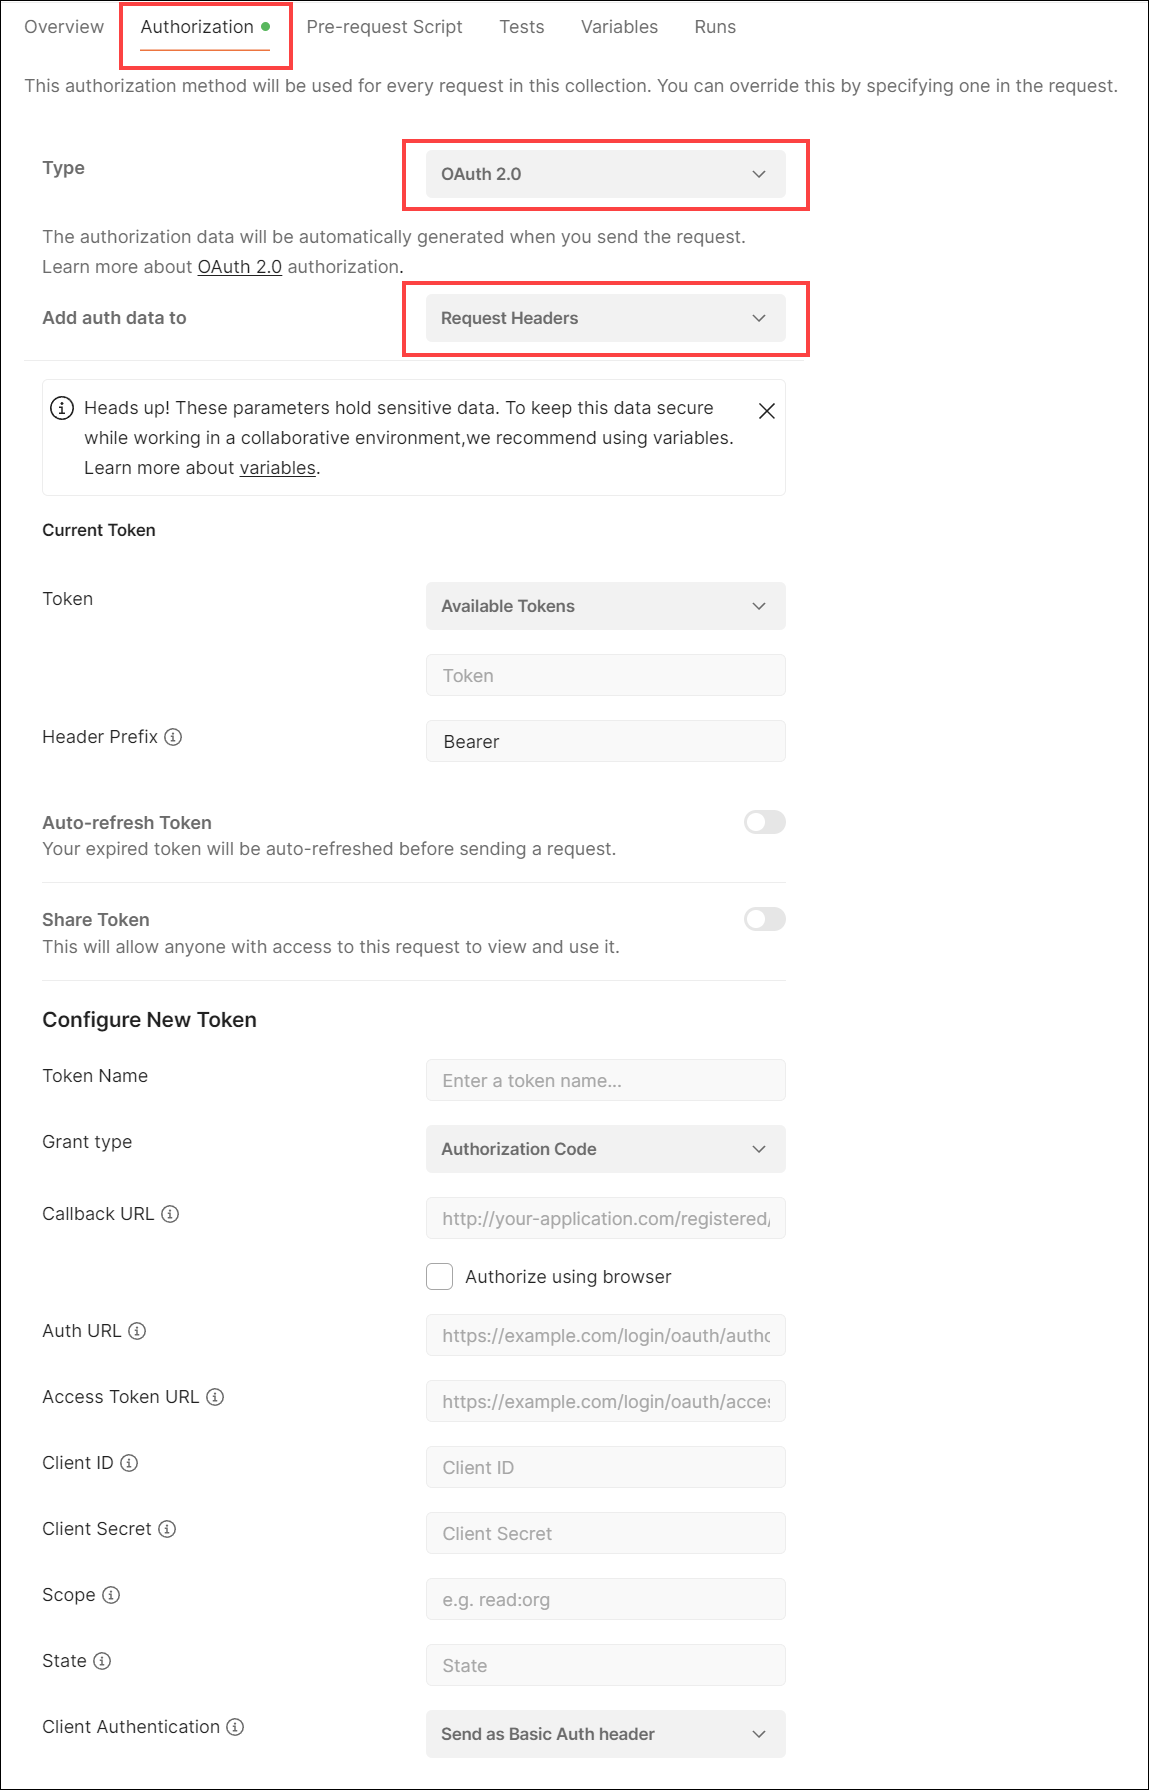 Overview Authorization Pre-request Script Tests Variables Runs
This authorization method will be used for every request in this collection. You can override this by specifying one in the request.
Type OAuth 2.0
The authorization data will be automatically generated when you send the request.
Learn more about OAuth 2.0 authorization.
Add auth data to Request Headers
Heads up! These parameters hold sensitive data. To keep this data secure
while working in a collaborative environment,we recommend using variables.
Learn more about variables.
Current Token
Token Available Tokens
Token
Header Prefix Bearer
Auto-refresh Token
Your expired token will be auto-refreshed before sending a request.
Share Token
This will allow anyone with access to this request to view and use it.
Configure New Token
Token Name Enter a token name...
Grant type Authorization Code
Callback URL http://your-application.com/registered/
Authorize using browser
Auth URL https://example.com/login/oauth/autho
Access Token URL https://example.com/login/oauth/acces
Client ID Client ID
Client Secret Client Secret
Scope e.g. read:org
State State
Client Authentication Send as Basic Auth header